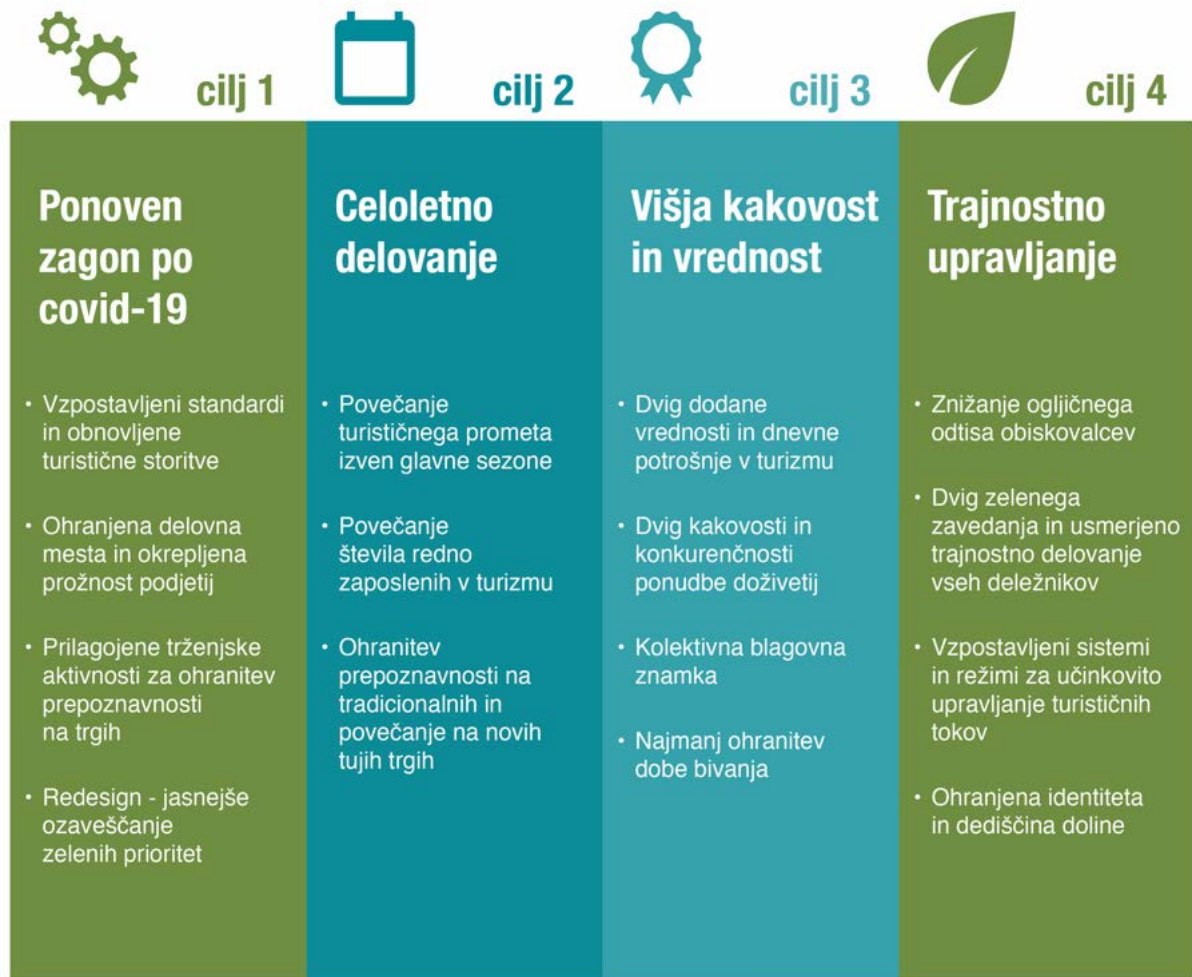 cilj 1
Ponoven
zagon po
covid-19
• Vzpostavljeni standardi
in obnovljene
turistične storitve
• Ohranjena delovna
mesta in okrepljena
prožnost podjetij
• Prilagojene trženjske
aktivnosti za ohranitev
prepoznavnosti
na trgih
• Redesign - jasnejše
ozaveščanje
zelenih prioritet
cilj 2
Celoletno
delovanje
• Povečanje
turističnega prometa
izven glavne sezone
• Povečanje
števila redno
zaposlenih v turizmu
• Ohranitev
prepoznavnosti na
tradicionalnih in
povečanje na novih
tujih trgih
cilj 3
Višja kakovost
in vrednost
• Dvig dodane
vrednosti in dnevne
potrošnje v turizmu
• Dvig kakovosti in
konkurenčnosti
ponudbe doživetij
• Kolektivna blagovna
znamka
• Najmanj ohranitev
dobe bivanja
cilj 4
Trajnostno
upravljanje
• Znižanje ogljičnega
odtisa obiskovalcev
• Dvig zelenega
zavedanja in usmerjeno
trajnostno delovanje
vseh deležnikov
• Vzpostavljeni sistemi
in režimi za učinkovito
upravljanje turističnih
tokov
• Ohranjena identiteta
in dediščina doline